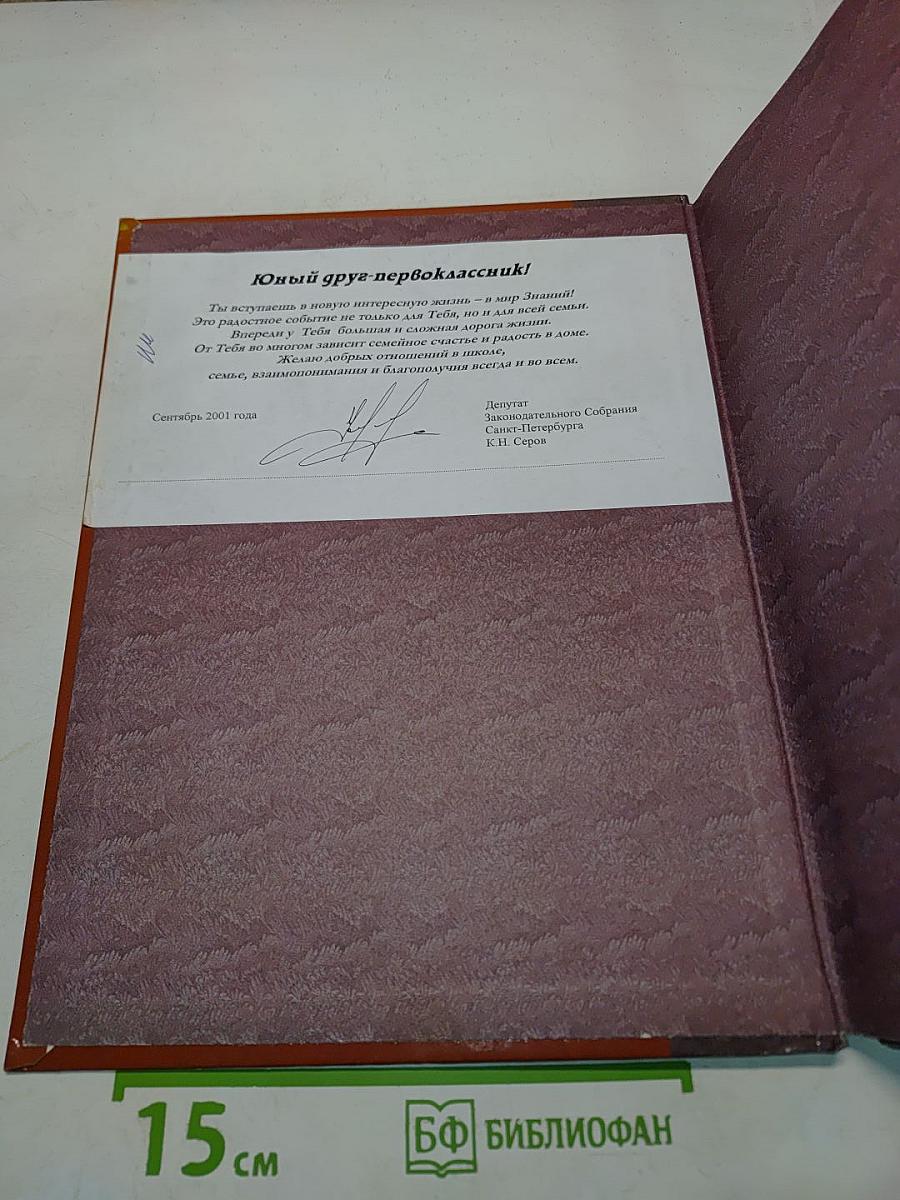 Юный друг-первоклассник!
Ты вступаешь в новую интересную жизнь – в мир Знаний!
Это радостное событие не только для Тебя, но и для всей семьи.
Впереди у Тебя большая и сложная дорога жизни.
От Тебя во многом зависит семейное счастье и радость в доме.
Желаю добрых отношений в школе,
семье, взаимопонимания и благополучия всегда и во всем.
Сентябрь 2001 года
Депутат
Законодательного Собрания
Санкт-Петербурга
К.Н. Серов
15 см
БФ БИБЛИОФАН